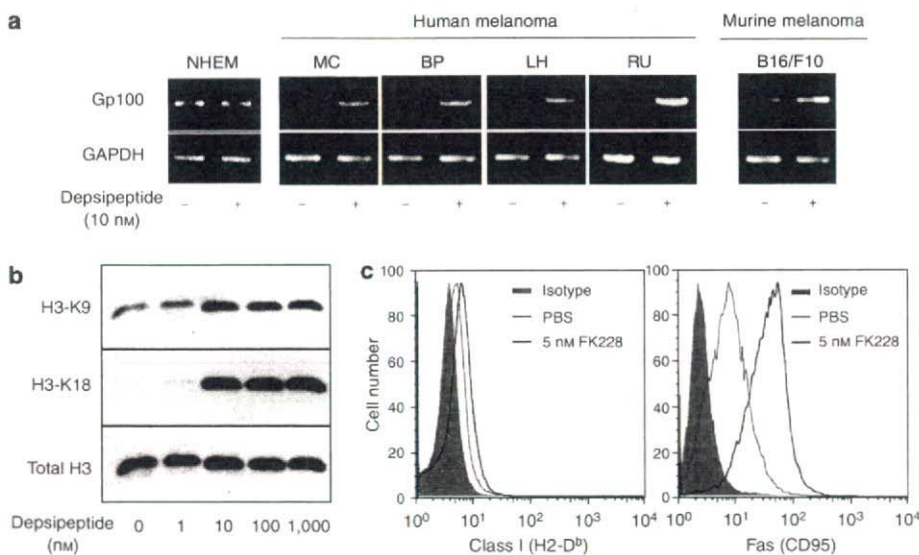 a
Human melanoma
Murine melanoma
NHEM MC BP LH RU B16/F10
Gp100
GAPDH
Depsipeptide
(10 nM)
– + – + – + – + – + – +
b
H3-K9
H3-K18
Total H3
Depsipeptide
(nM)
0 1 10 100 1,000
c
Cell number
100
80
60
40
20
0
Isotype
PBS
5 nM FK228
10⁰ 10¹ 10² 10³ 10⁴
Class I (H2-Dᵇ)
100
80
60
40
20
0
Isotype
PBS
5 nM FK228
10⁰ 10¹ 10² 10³ 10⁴
Fas (CD95)